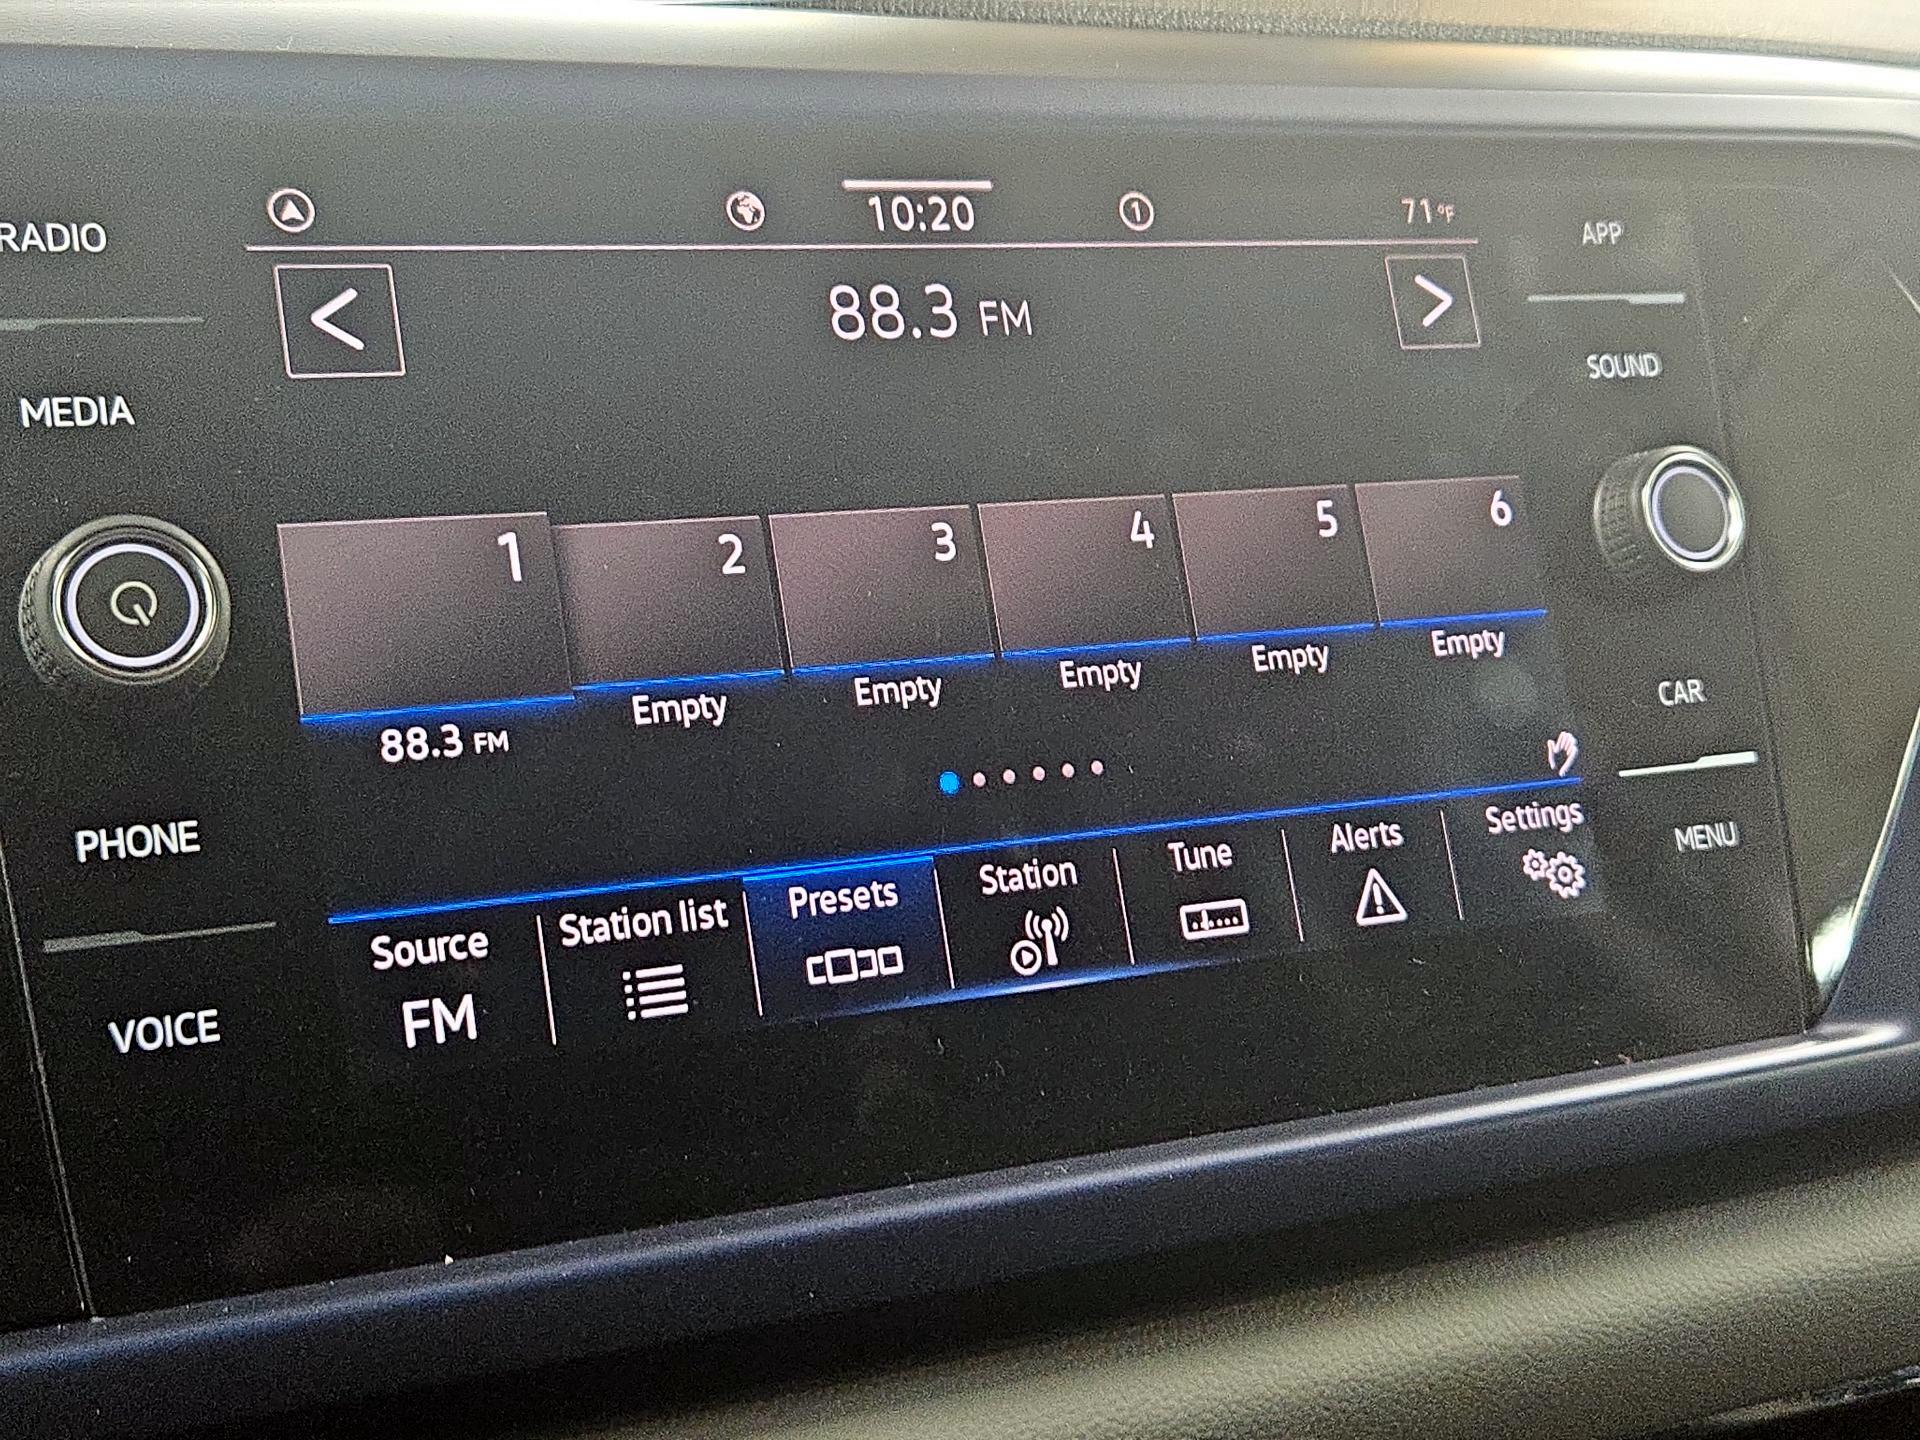 RADIO
MEDIA
PHONE
VOICE
10:20
1
71°F
88.3 FM
1 2 3 4 5 6
88.3 FM Empty Empty Empty Empty Empty
Source Station list Presets Station Tune Alerts Settings
FM
APP
SOUND
CAR
MENU